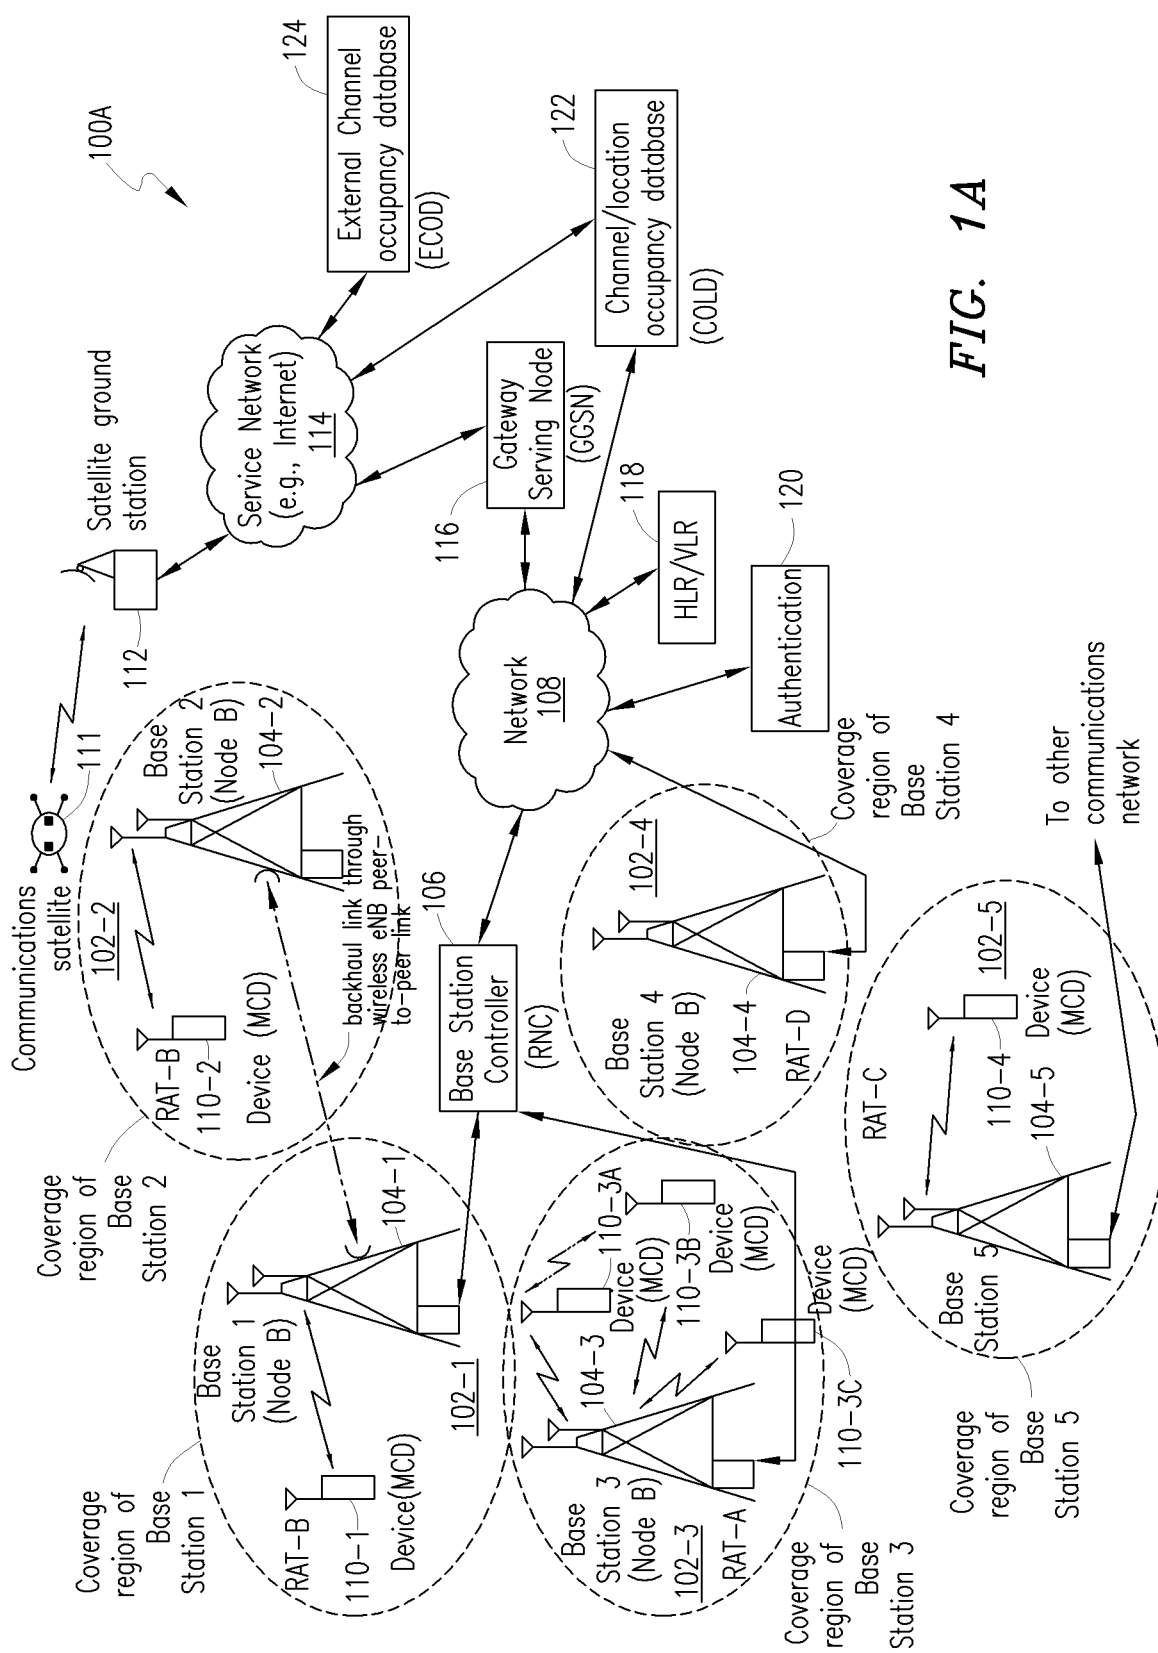 100A
Communications
satellite
111
Satellite ground
station
112
Service Network
(e.g., Internet)
114
124
External Channel
occupancy database
(ECOD)
122
Channel/location
occupancy database
(COLD)
116
Gateway
Serving Node
(GGSN)
118
HLR/VLR
120
Authentication
Network
108
106
Base Station
Controller
(RNC)
Coverage
region of
Base
Station 2
102-2
RAT-B
110-2
Device (MCD)
Base
Station 2
(Node B)
104-2
backhaul link through
wireless eNB peer-
to-peer link
Coverage
region of
Base
Station 1
Base
Station 1
(Node B)
104-1
102-1
RAT-B
110-1
Device(MCD)
Coverage
region of
Base
Station 4
102-4
Base
Station 4
(Node B)
104-4
RAT-D
Base
Station 3
(Node B)
102-3
RAT-A
104-3
110-3A
Device
(MCD)
110-3B
Device
(MCD)
110-3C
Device
(MCD)
Coverage
region of
Base
Station 3
RAT-C
102-5
110-4
Device
(MCD)
104-5
Base
Station 5
Coverage
region of
Base
Station 5
To other
communications
network
FIG. 1A